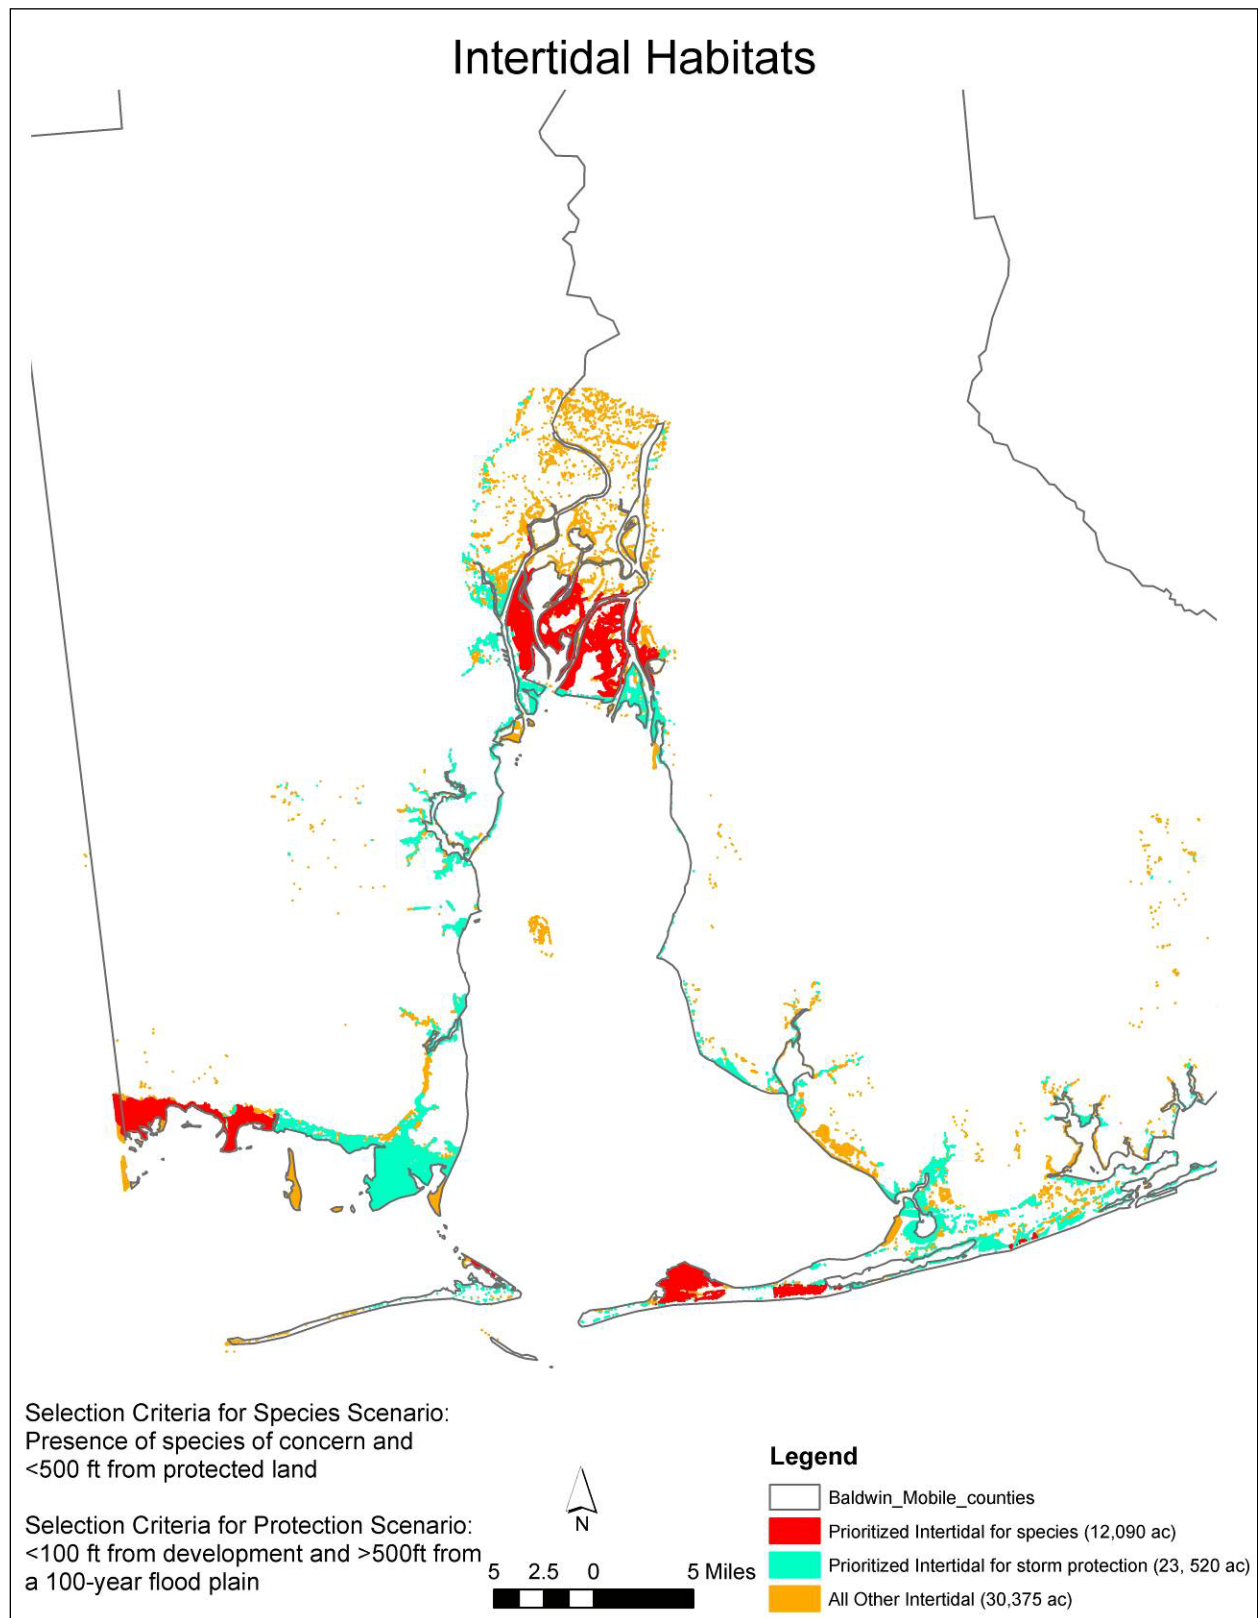 Intertidal Habitats
Selection Criteria for Species Scenario:
Presence of species of concern and
<500 ft from protected land
Selection Criteria for Protection Scenario:
<100 ft from development and >500ft from
a 100-year flood plain
N
5 2.5 0 5 Miles
Legend
Baldwin_Mobile_counties
Prioritized Intertidal for species (12,090 ac)
Prioritized Intertidal for storm protection (23, 520 ac)
All Other Intertidal (30,375 ac)